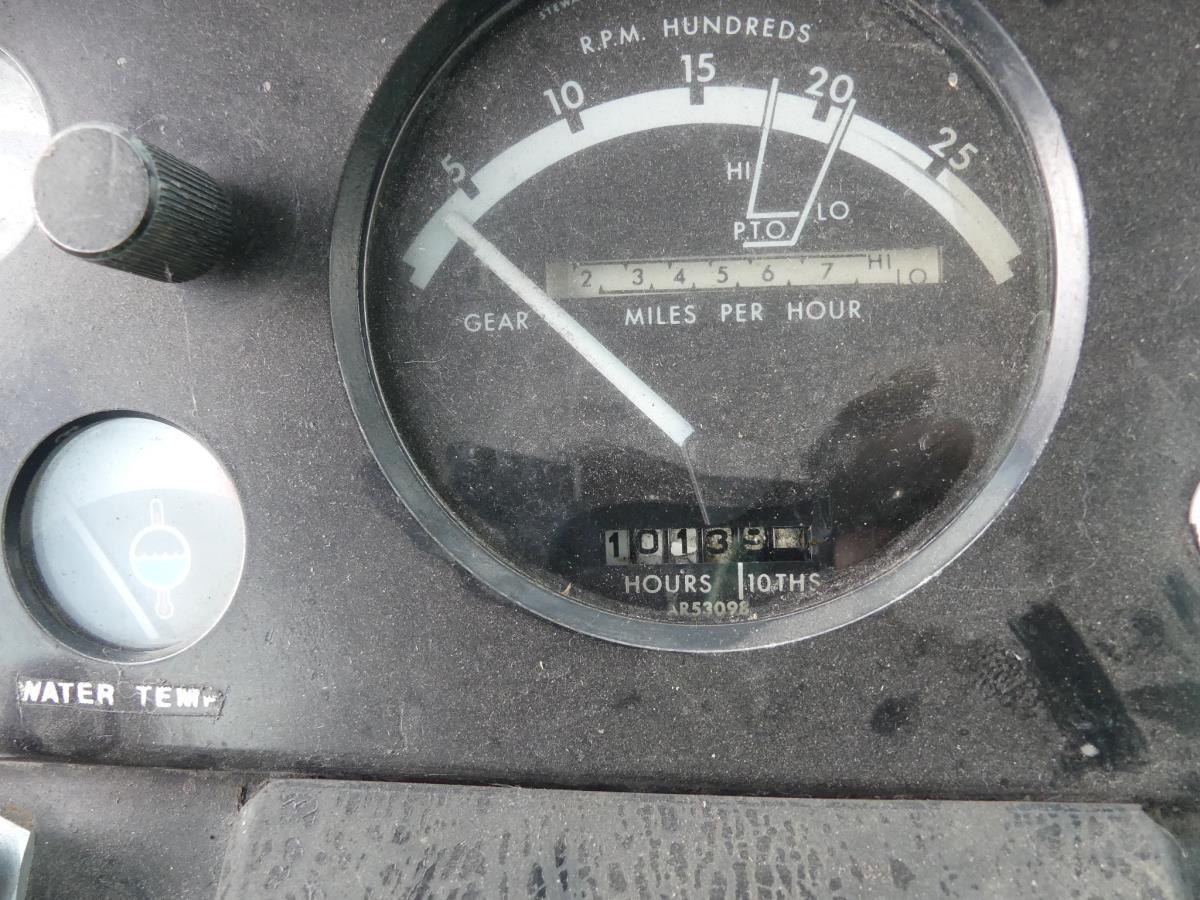 R.P.M. HUNDREDS
5 10 15 20 25
HI
LO
P.T.O.
2 3 4 5 6 7 HI
LO
GEAR
MILES PER HOUR
10139
HOURS 10THS
AR53098
WATER TEMP